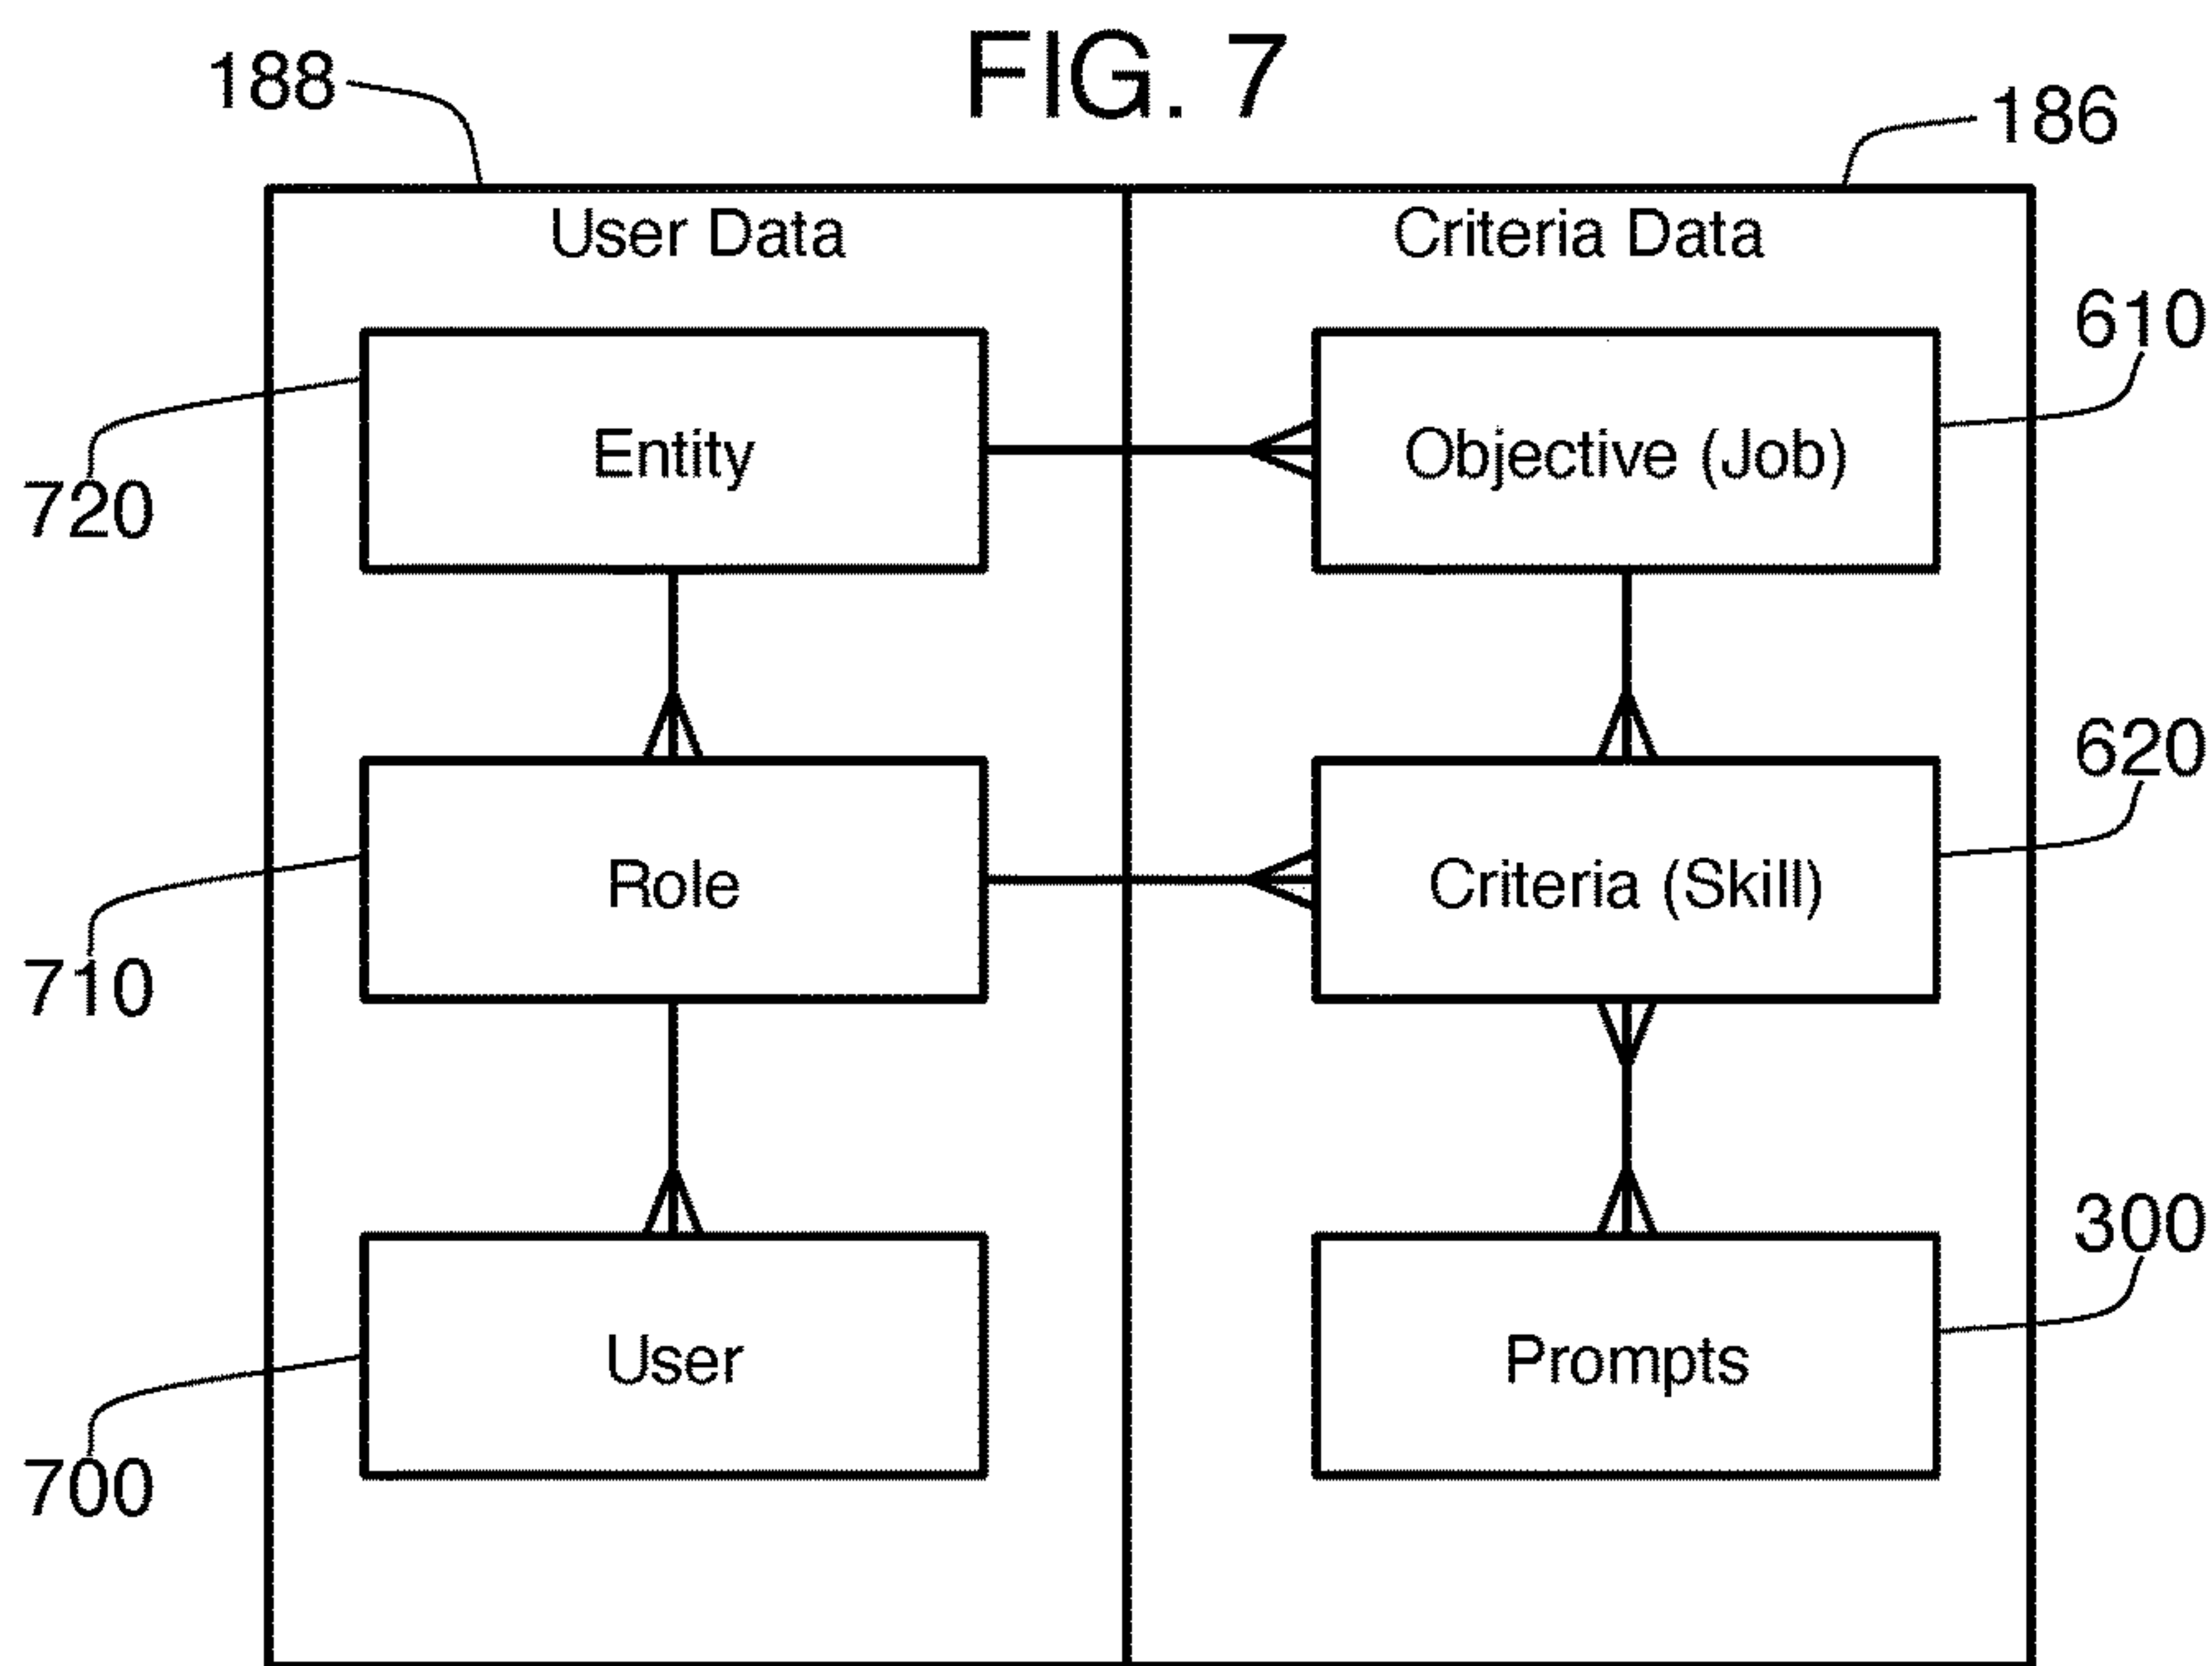 FIG. 7
188
186
User Data
Criteria Data
610
Entity
Objective (Job)
720
620
Role
Criteria (Skill)
710
300
User
Prompts
700